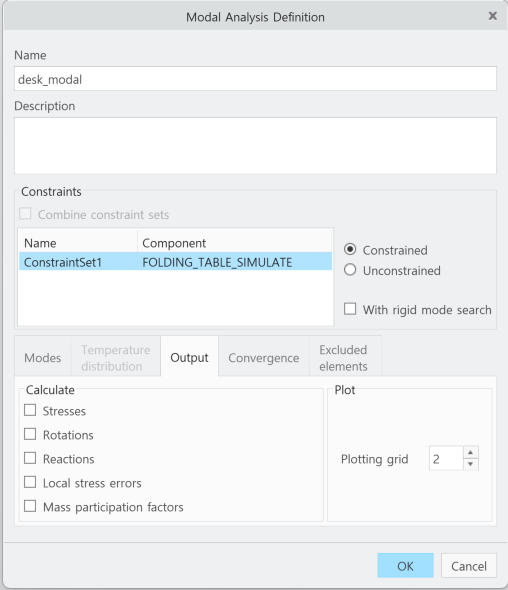 Modal Analysis Definition
Name
desk_modal
Description
Constraints
Combine constraint sets
Name Component
ConstraintSet1 FOLDING_TABLE_SIMULATE
Constrained
Unconstrained
With rigid mode search
Modes
Temperature
distribution
Output
Convergence
Excluded
elements
Calculate
Stresses
Rotations
Reactions
Local stress errors
Mass participation factors
Plot
Plotting grid 2
OK Cancel